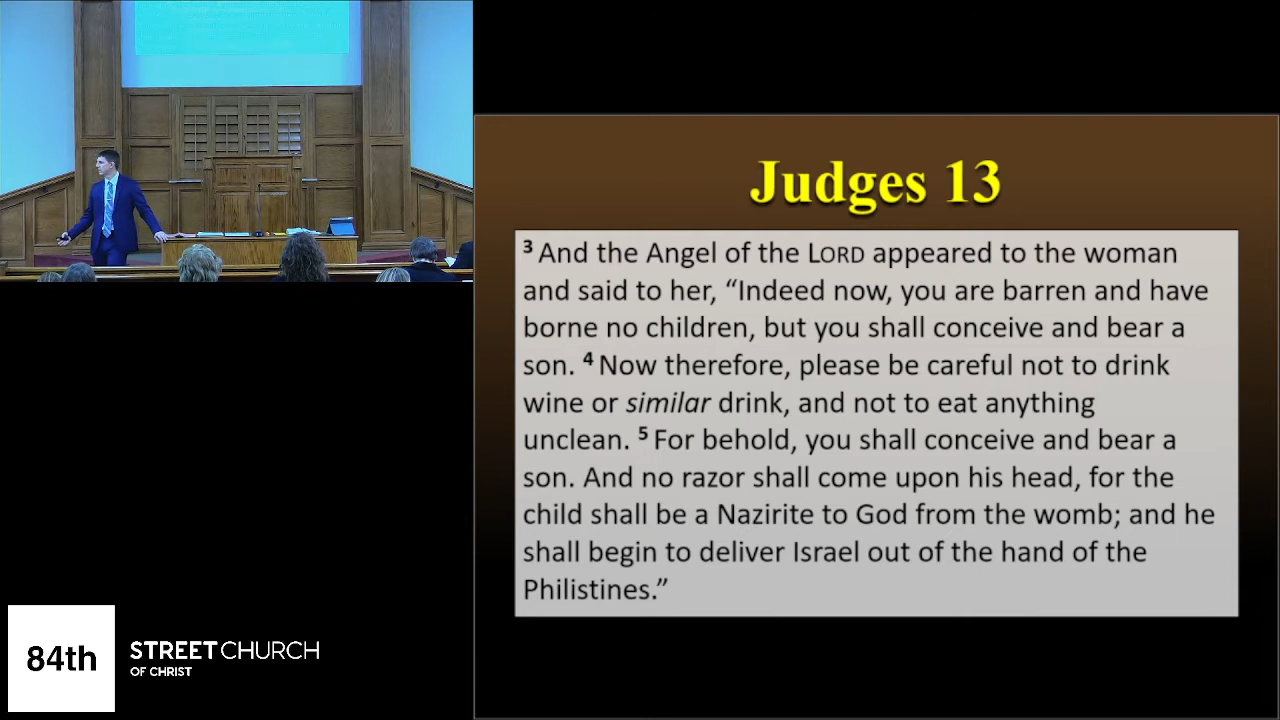 Judges 13
³ And the Angel of the LORD appeared to the woman
and said to her, “Indeed now, you are barren and have
borne no children, but you shall conceive and bear a
son. ⁴ Now therefore, please be careful not to drink
wine or similar drink, and not to eat anything
unclean. ⁵ For behold, you shall conceive and bear a
son. And no razor shall come upon his head, for the
child shall be a Nazirite to God from the womb; and he
shall begin to deliver Israel out of the hand of the
Philistines.”
84th
STREET CHURCH
OF CHRIST